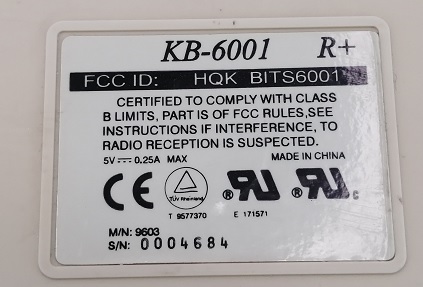 KB-6001 R+
FCC ID: HQK BITS6001
CERTIFIED TO COMPLY WITH CLASS
B LIMITS, PART IS OF FCC RULES,SEE
INSTRUCTIONS IF INTERFERENCE, TO
RADIO RECEPTION IS SUSPECTED.
5V⎓0.25A MAX MADE IN CHINA
CE TÜV Rheinland ®RU ®RU c
T 9577370 E 171571
M/N: 9603
S/N: 0004684